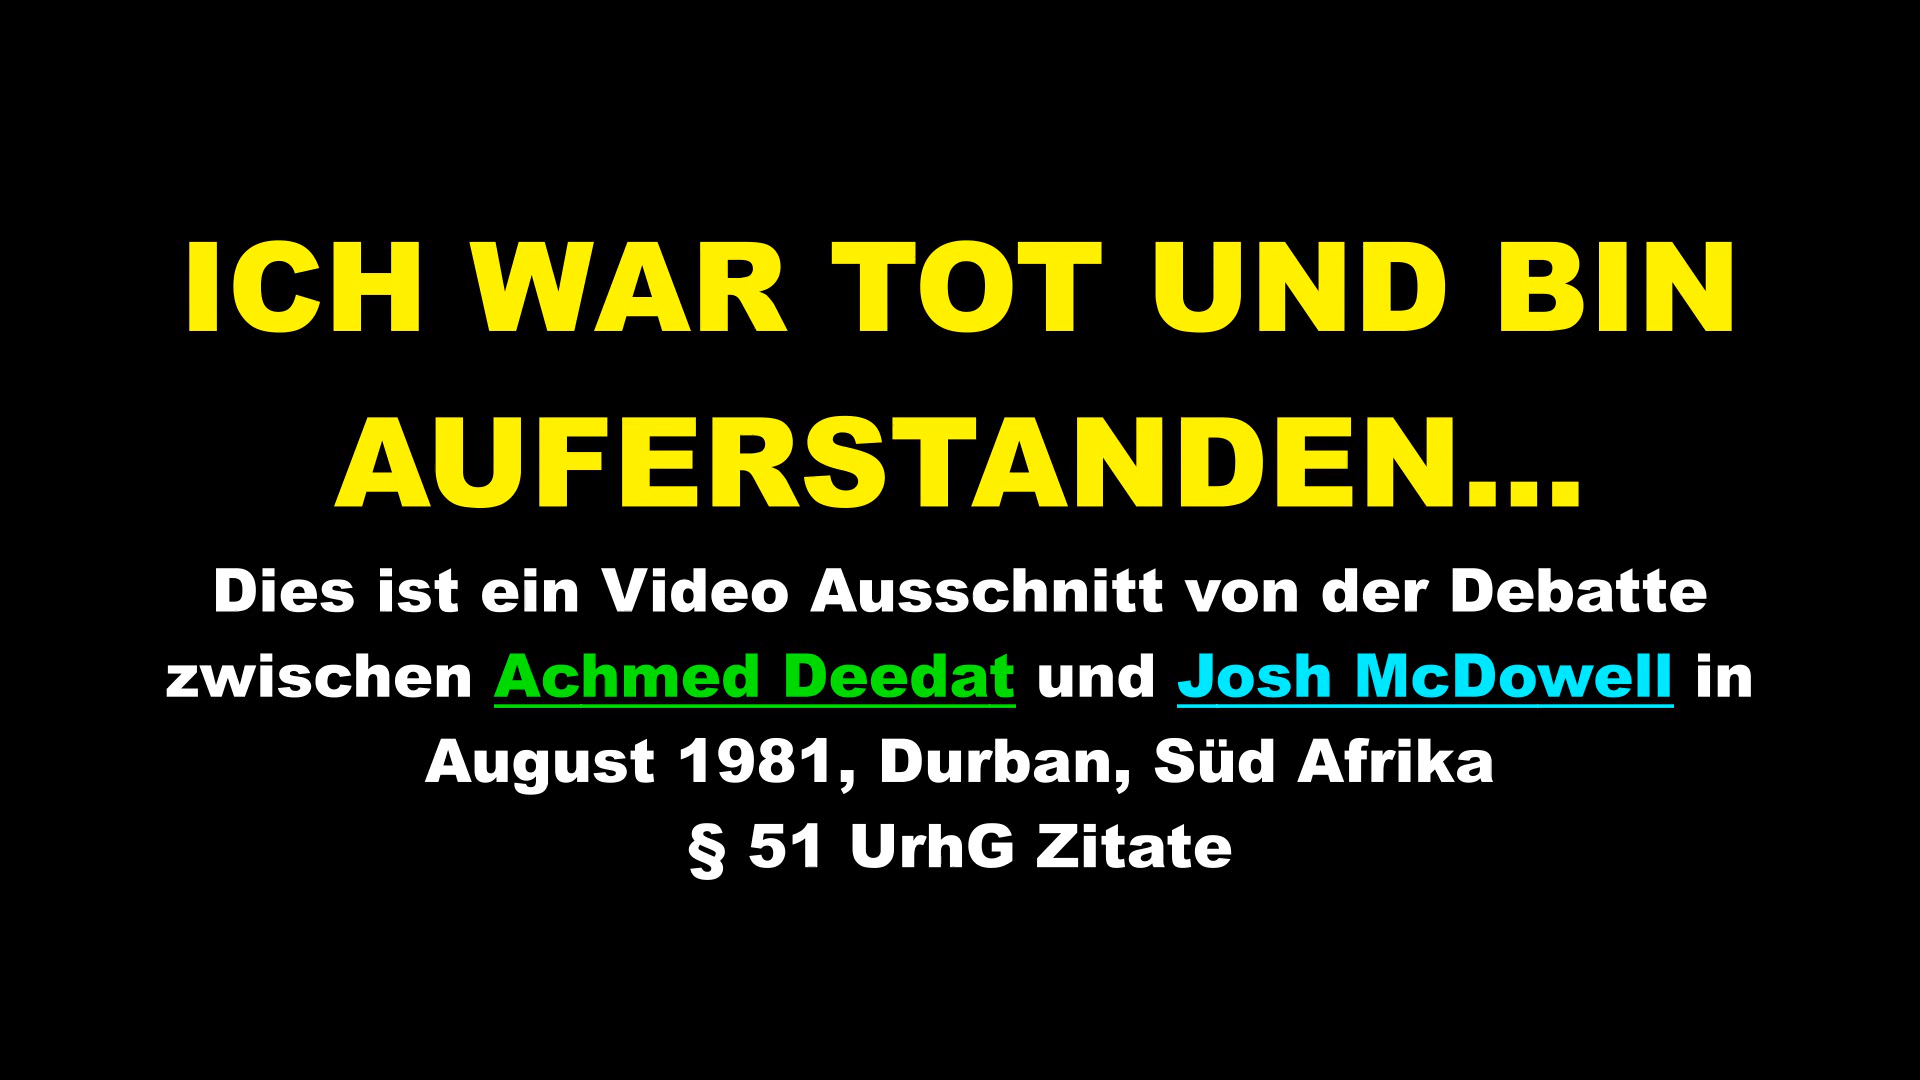 ICH WAR TOT UND BIN
AUFERSTANDEN...
Dies ist ein Video Ausschnitt von der Debatte
zwischen Achmed Deedat und Josh McDowell in
August 1981, Durban, Süd Afrika
§ 51 UrhG Zitate